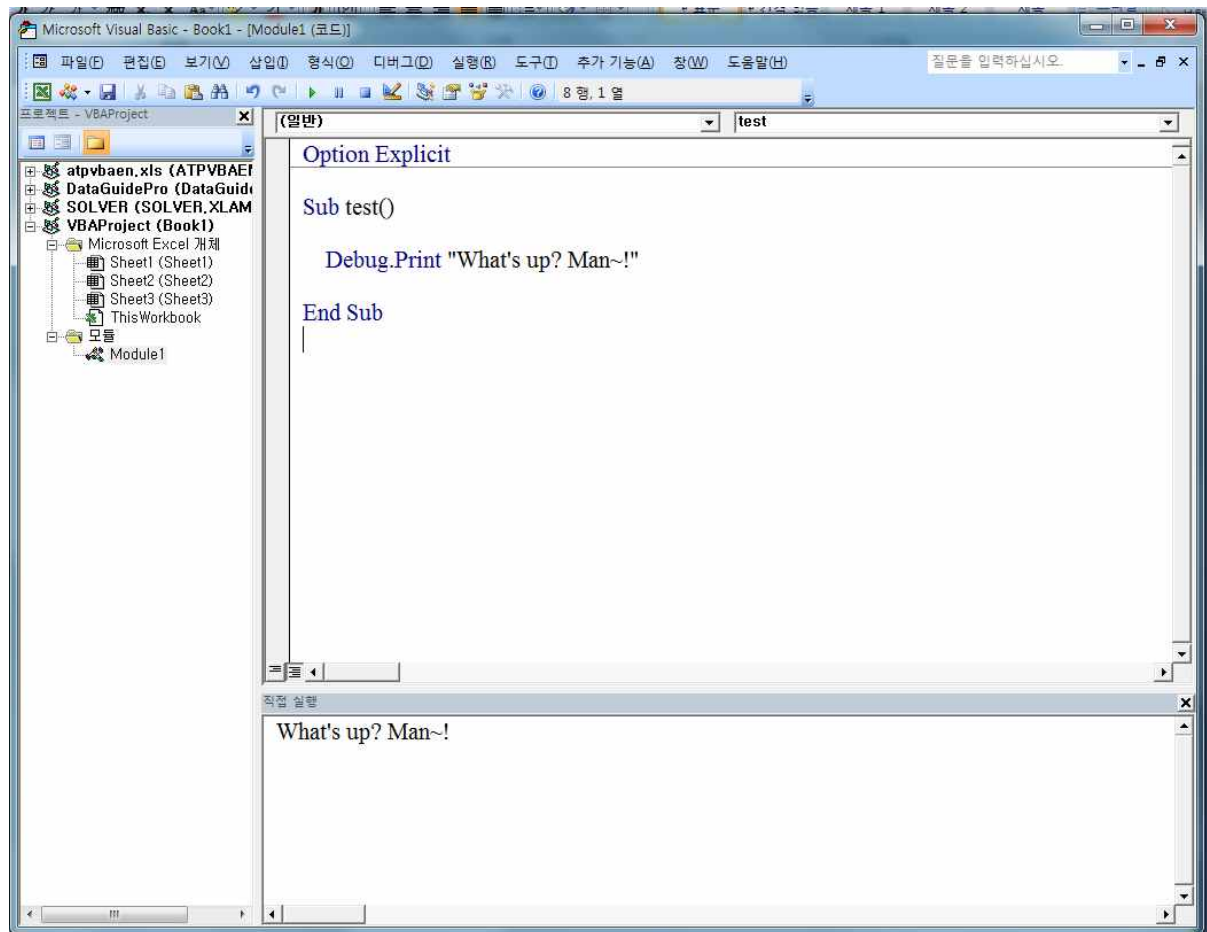 Microsoft Visual Basic - Book1 - [Module1 (코드)]
파일(F) 편집(E) 보기(V) 삽입(I) 형식(O) 디버그(D) 실행(R) 도구(T) 추가 기능(A) 창(W) 도움말(H) 질문을 입력하십시오.
8 행, 1 열
프로젝트 - VBAProject
(일반) test
atpvbaen.xls (ATPVBAEN
DataGuidePro (DataGuide
SOLVER (SOLVER.XLAM
VBAProject (Book1)
Microsoft Excel 개체
Sheet1 (Sheet1)
Sheet2 (Sheet2)
Sheet3 (Sheet3)
ThisWorkbook
모듈
Module1
Option Explicit
Sub test()
Debug.Print "What's up? Man~!"
End Sub
직접 실행
What's up? Man~!